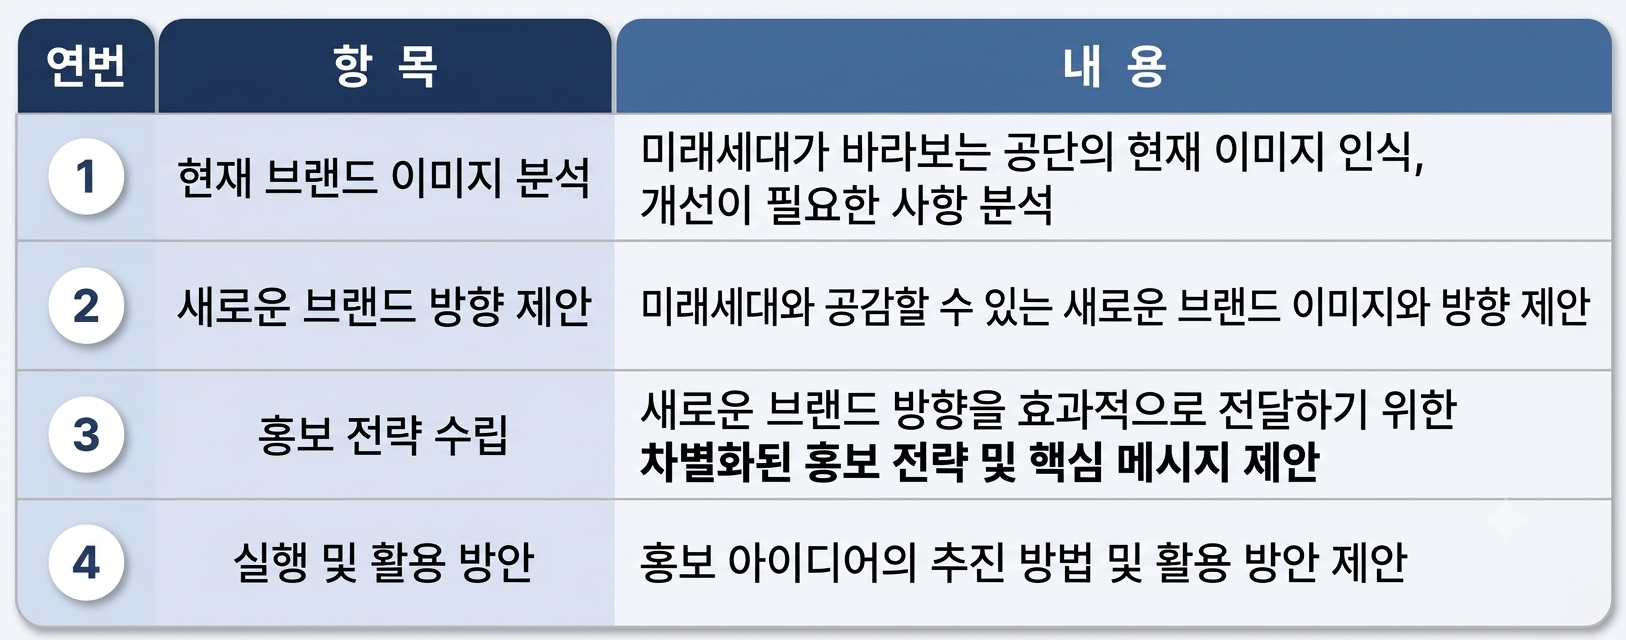 연번 항 목 내 용
1 현재 브랜드 이미지 분석 미래세대가 바라보는 공단의 현재 이미지 인식,
개선이 필요한 사항 분석
2 새로운 브랜드 방향 제안 미래세대와 공감할 수 있는 새로운 브랜드 이미지와 방향 제안
3 홍보 전략 수립 새로운 브랜드 방향을 효과적으로 전달하기 위한
차별화된 홍보 전략 및 핵심 메시지 제안
4 실행 및 활용 방안 홍보 아이디어의 추진 방법 및 활용 방안 제안